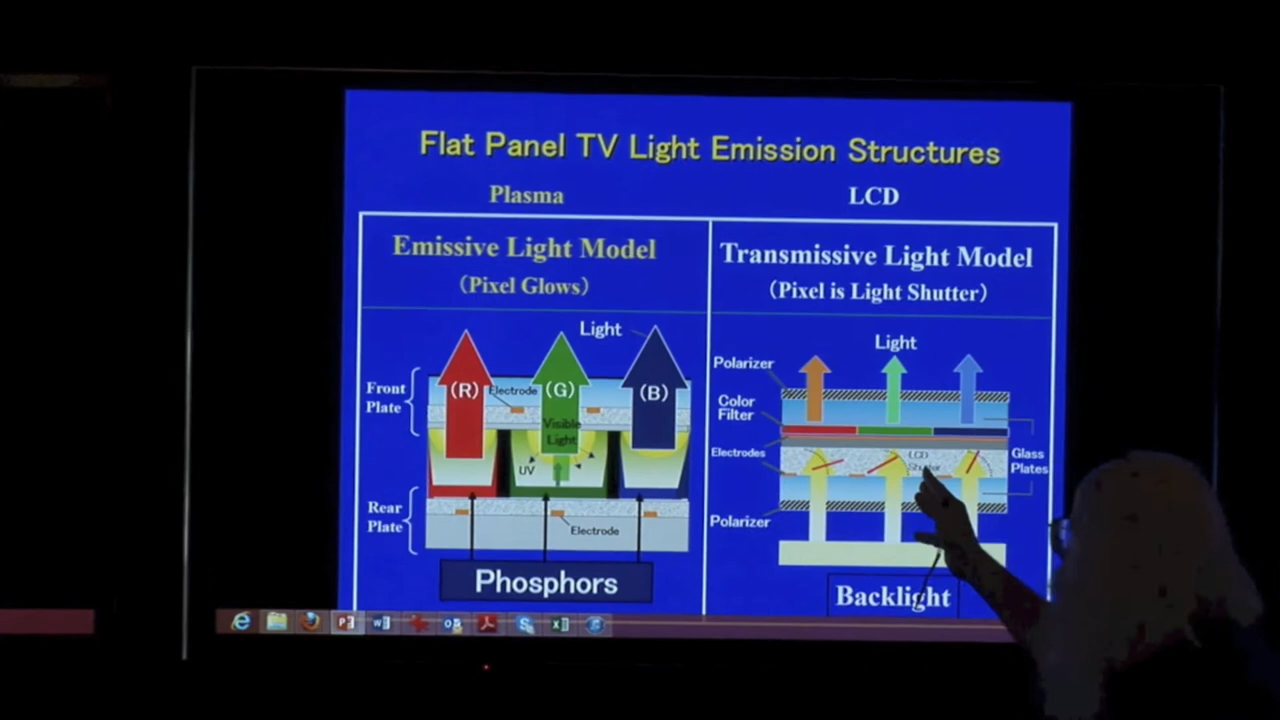 Flat Panel TV Light Emission Structures
Plasma
LCD
Emissive Light Model
(Pixel Glows)
Transmissive Light Model
(Pixel is Light Shutter)
Light
(R)
Electrode
(G)
(B)
Front
Plate
Visible
Light
UV
Rear
Plate
Electrode
Phosphors
Light
Polarizer
Color
Filter
Electrodes
LCD
Shutter
Glass
Plates
Polarizer
Backlight